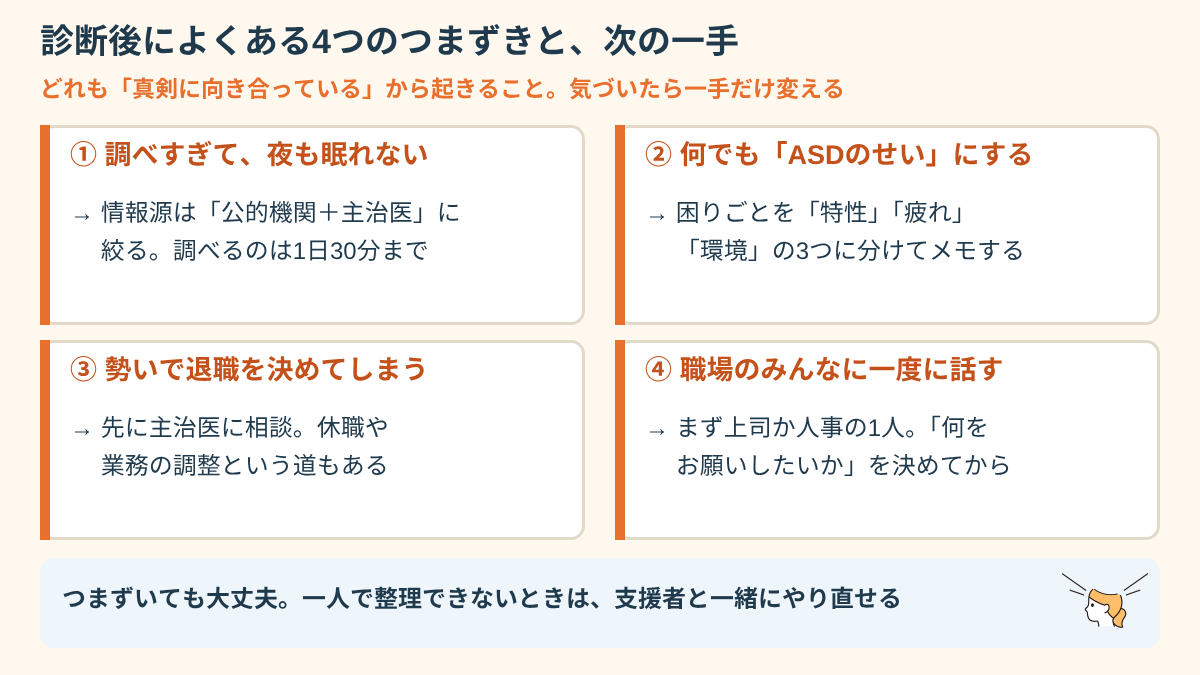 診断後によくある4つのつまずきと、次の一手
どれも「真剣に向き合っている」から起きること。気づいたら一手だけ変える
① 調べすぎて、夜も眠れない
→ 情報源は「公的機関＋主治医」に
絞る。調べるのは1日30分まで
② 何でも「ASDのせい」にする
→ 困りごとを「特性」「疲れ」
「環境」の3つに分けてメモする
③ 勢いで退職を決めてしまう
→ 先に主治医に相談。休職や
業務の調整という道もある
④ 職場のみんなに一度に話す
→ まず上司か人事の1人。「何を
お願いしたいか」を決めてから
つまずいても大丈夫。一人で整理できないときは、支援者と一緒にやり直せる